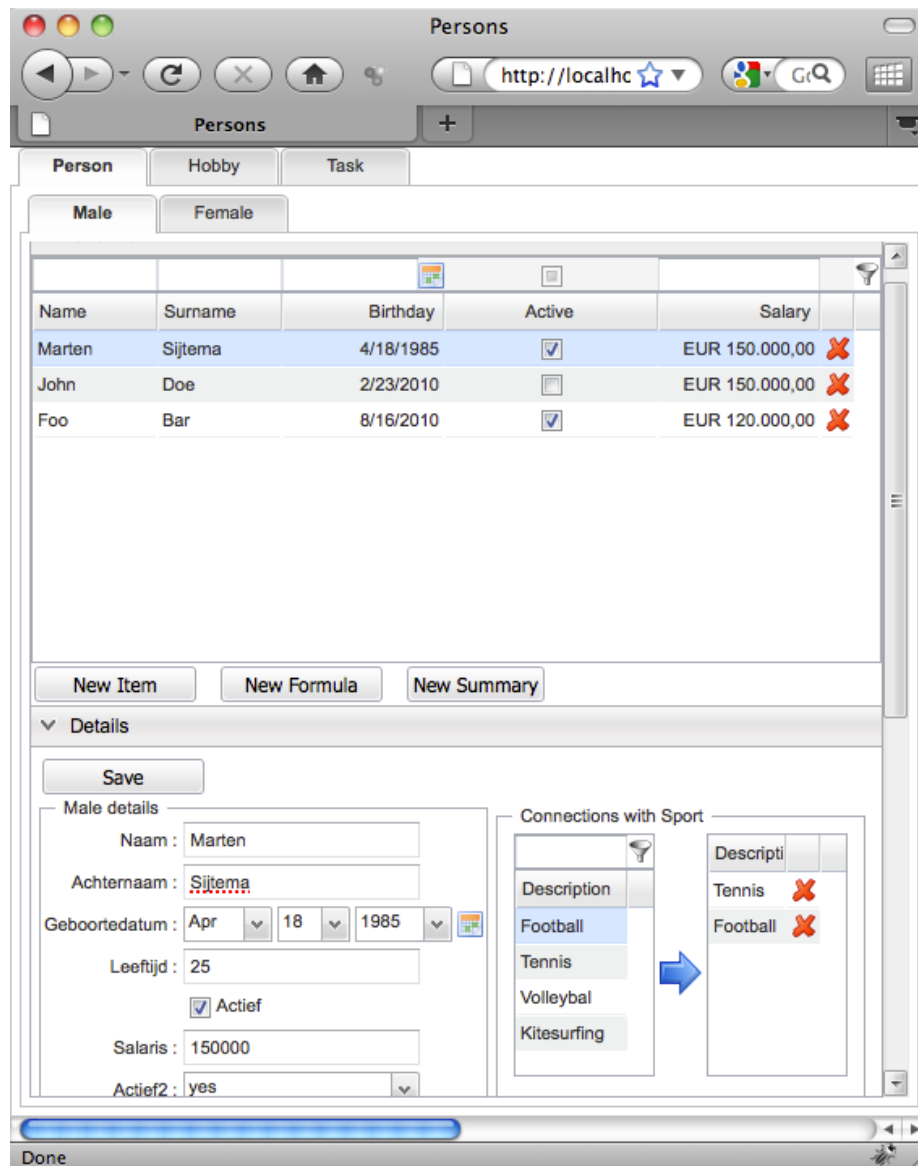 Persons
http://localhc
Persons
Person Hobby Task
Male Female
Name Surname Birthday Active Salary
Marten Sijtema 4/18/1985 EUR 150.000,00
John Doe 2/23/2010 EUR 150.000,00
Foo Bar 8/16/2010 EUR 120.000,00
New Item New Formula New Summary
Details
Save
Male details
Naam : Marten
Achternaam : Sijtema
Geboortedatum : Apr 18 1985
Leeftijd : 25
Actief
Salaris : 150000
Actief2 : yes
Connections with Sport
Description
Football
Tennis
Volleybal
Kitesurfing
Descripti
Tennis
Football
Done